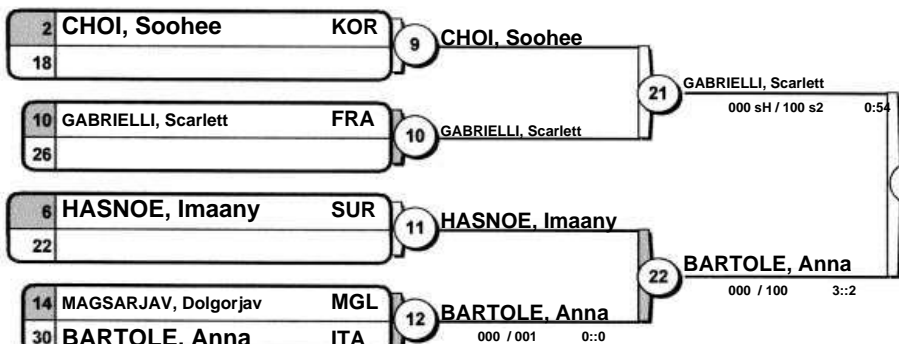 2 CHOI, Soohee KOR
18
9
CHOI, Soohee
10 GABRIELLI, Scarlett FRA
26
10
GABRIELLI, Scarlett
21
GABRIELLI, Scarlett
000 sH / 100 s2 0:54
6 HASNOE, Imaany SUR
22
11
HASNOE, Imaany
14 MAGSARJAV, Dolgorjav MGL
30 BARTOLE, Anna ITA
12
BARTOLE, Anna
000 / 001 0::0
22
BARTOLE, Anna
000 / 100 3::2